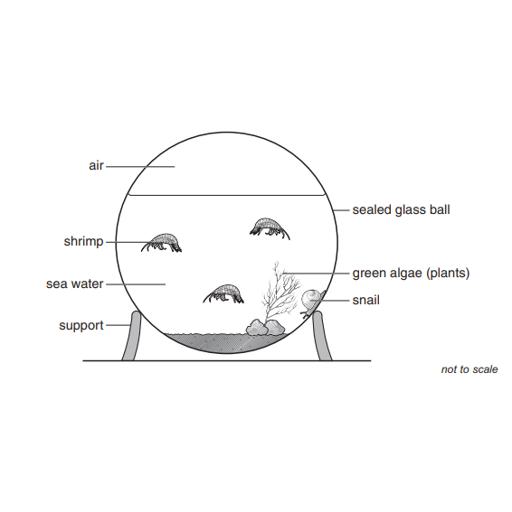 air
sealed glass ball
shrimp
green algae (plants)
sea water
snail
support
not to scale